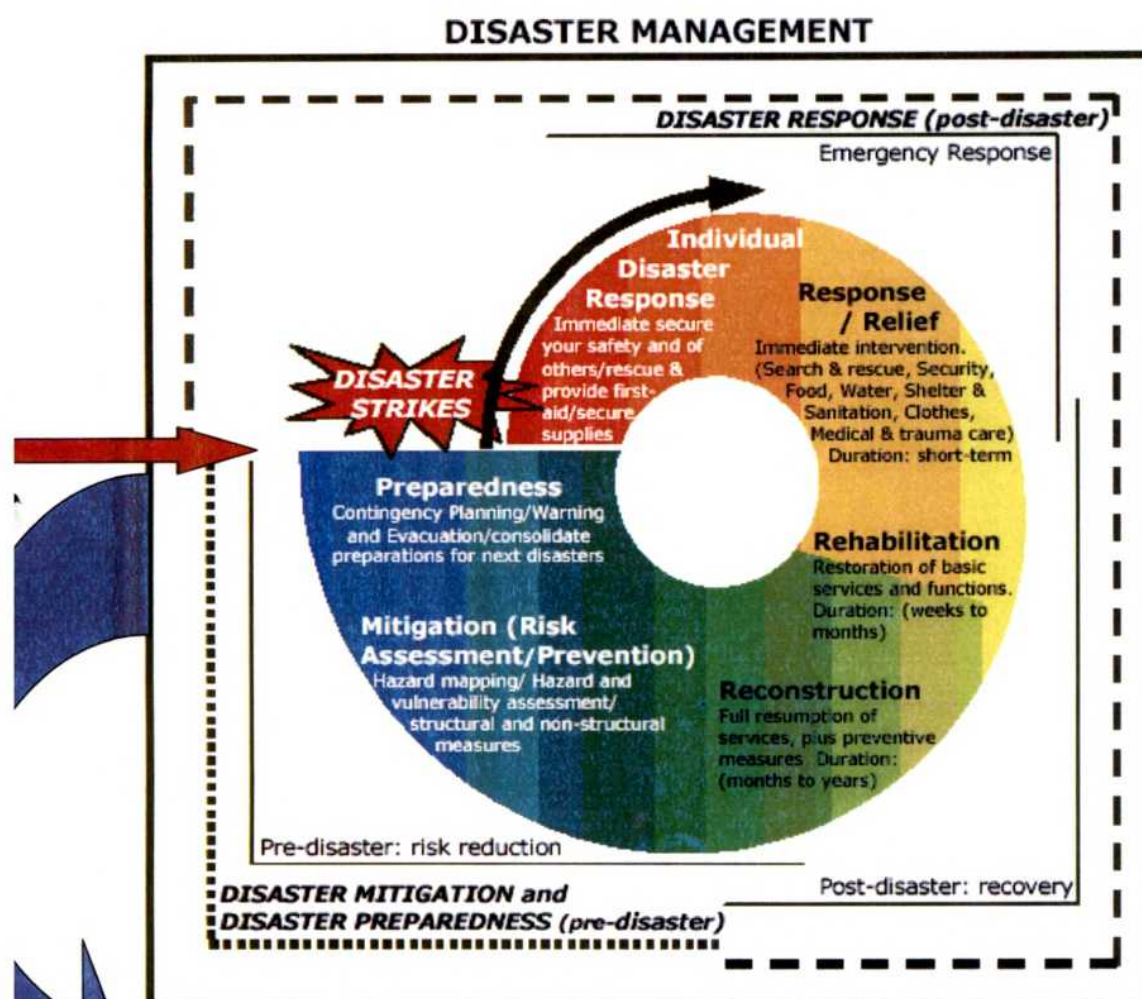 DISASTER MANAGEMENT
DISASTER RESPONSE (post-disaster)
Emergency Response
Individual
Disaster
Response
Immediate secure
your safety and of
others/rescue &
provide first-
aid/secure
supplies
Response
/ Relief
Immediate intervention.
(Search & rescue, Security,
Food, Water, Shelter &
Sanitation, Clothes,
Medical & trauma care)
Duration: short-term
DISASTER
STRIKES
Preparedness
Contingency Planning/Warning
and Evacuation/consolidate
preparations for next disasters
Rehabilitation
Restoration of basic
services and functions.
Duration: (weeks to
months)
Mitigation (Risk
Assessment/Prevention)
Hazard mapping/ Hazard and
vulnerability assessment/
structural and non-structural
measures
Reconstruction
Full resumption of
services, plus preventive
measures Duration:
(months to years)
Pre-disaster: risk reduction
Post-disaster: recovery
DISASTER MITIGATION and
DISASTER PREPAREDNESS (pre-disaster)